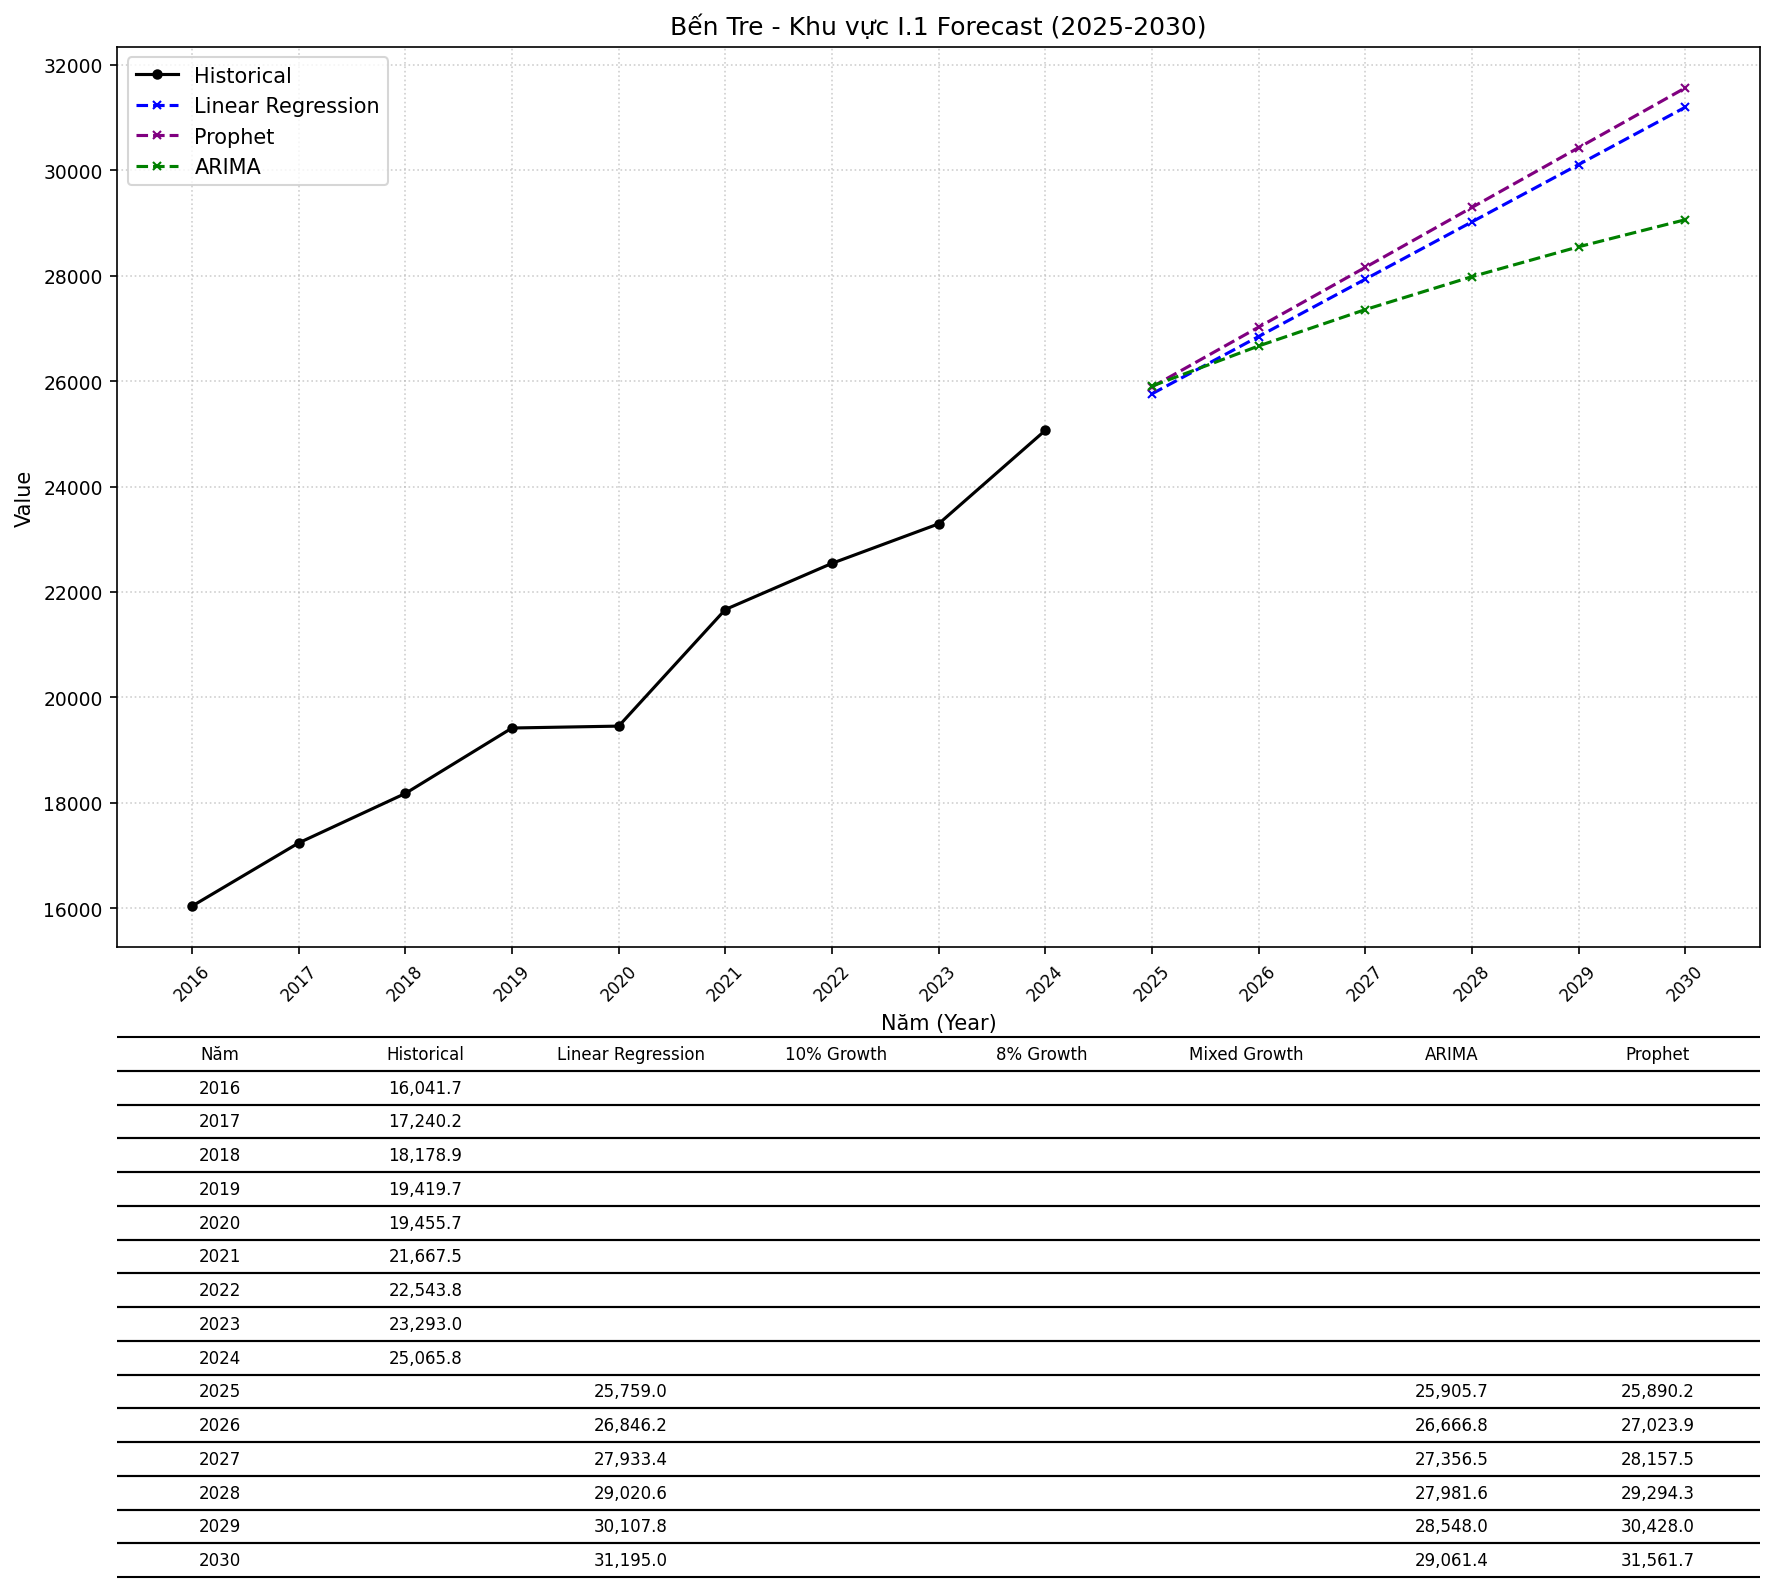 Bến Tre - Khu vực I.1 Forecast (2025-2030)
Historical
Linear Regression
Prophet
ARIMA
Value
32000
30000
28000
26000
24000
22000
20000
18000
16000
2016 2017 2018 2019 2020 2021 2022 2023 2024 2025 2026 2027 2028 2029 2030
Năm (Year)
Năm Historical Linear Regression 10% Growth 8% Growth Mixed Growth ARIMA Prophet
2016 16,041.7
2017 17,240.2
2018 18,178.9
2019 19,419.7
2020 19,455.7
2021 21,667.5
2022 22,543.8
2023 23,293.0
2024 25,065.8
2025 25,759.0 25,905.7 25,890.2
2026 26,846.2 26,666.8 27,023.9
2027 27,933.4 27,356.5 28,157.5
2028 29,020.6 27,981.6 29,294.3
2029 30,107.8 28,548.0 30,428.0
2030 31,195.0 29,061.4 31,561.7